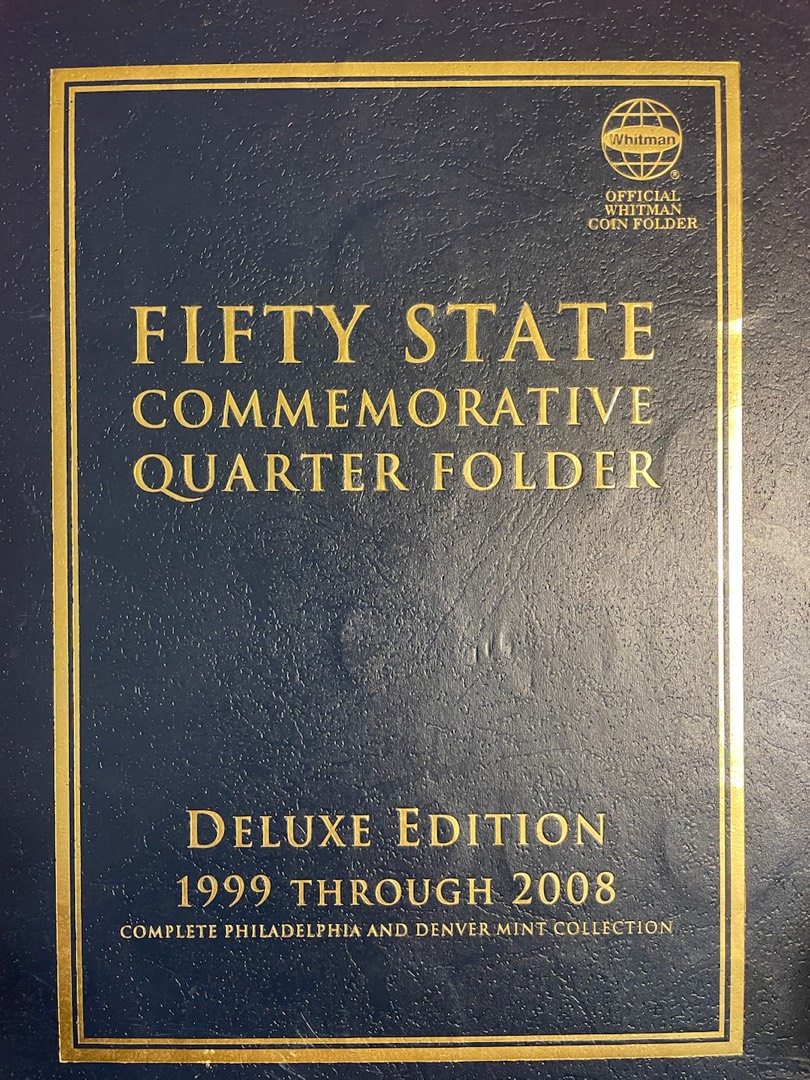 Whitman
®
OFFICIAL
WHITMAN
COIN FOLDER
FIFTY STATE
COMMEMORATIVE
QUARTER FOLDER
DELUXE EDITION
1999 THROUGH 2008
COMPLETE PHILADELPHIA AND DENVER MINT COLLECTION